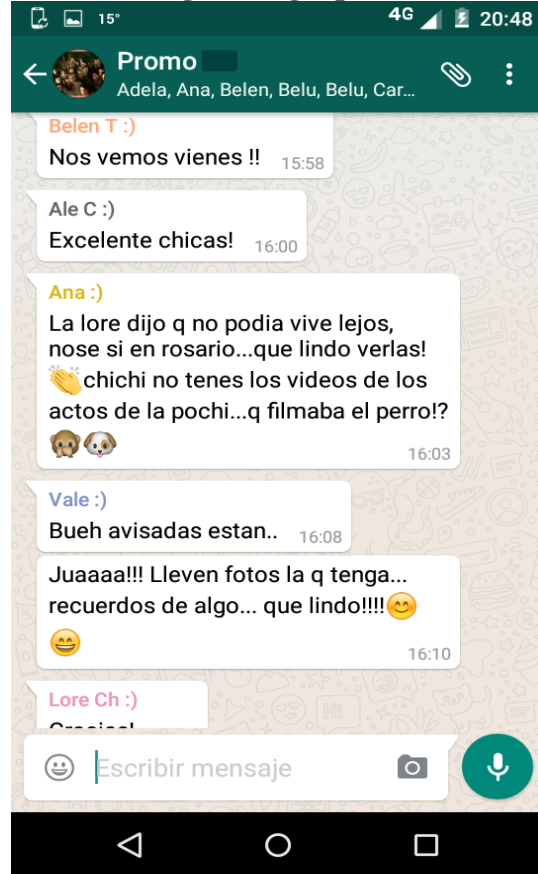 15° 4G 20:48
Promo
Adela, Ana, Belen, Belu, Belu, Car...
Belen T :)
Nos vemos vienes !! 15:58
Ale C :)
Excelente chicas! 16:00
Ana :)
La lore dijo q no podia vive lejos,
nose si en rosario...que lindo verlas!
👏chichi no tenes los videos de los
actos de la pochi...q filmaba el perro!?
🙊🐶
16:03
Vale :)
Bueh avisadas estan.. 16:08
Juaaaa!!! Lleven fotos la q tenga...
recuerdos de algo... que lindo!!!!😊
😄
16:10
Lore Ch :)
Escribir mensaje